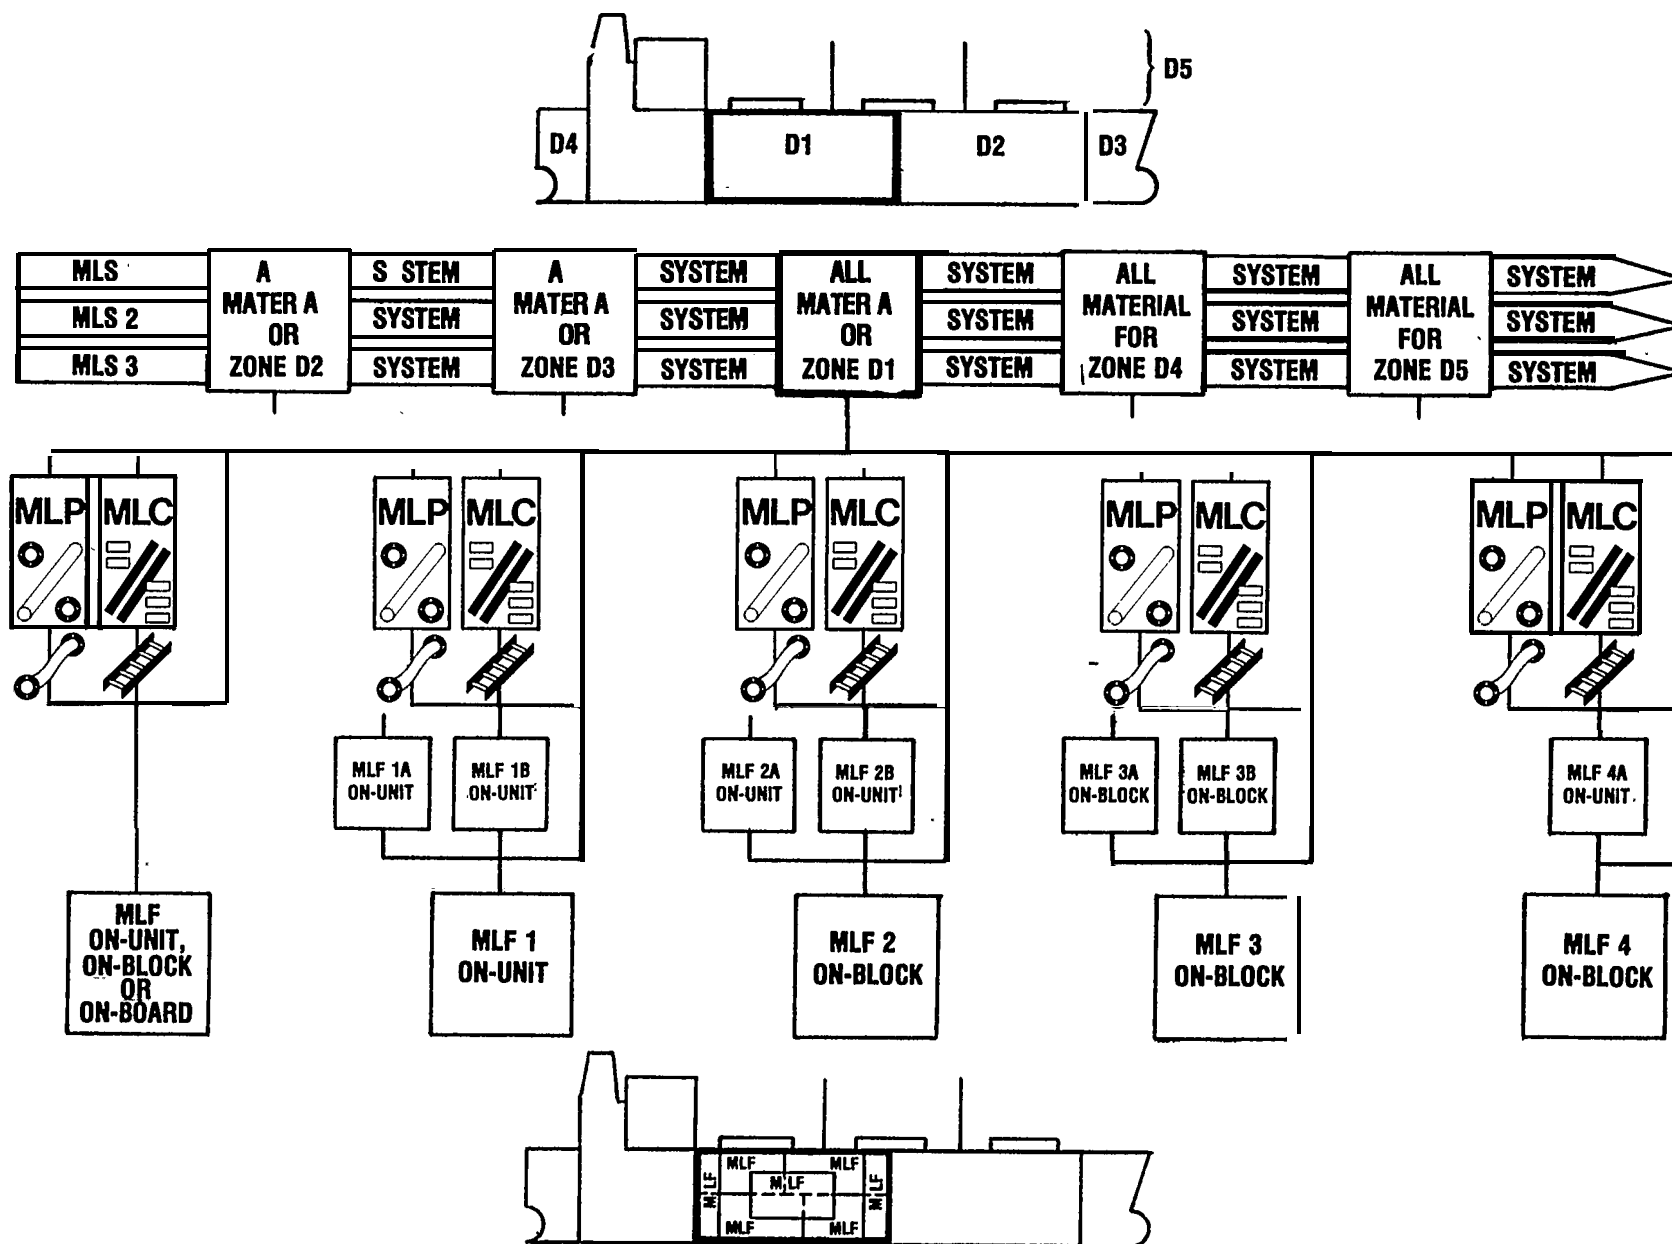 D5
D4
D1
D2
D3
MLS
A
MATER A
OR
ZONE D2
S STEM
A
MATER A
OR
ZONE D3
SYSTEM
ALL
MATER A
OR
ZONE D1
SYSTEM
ALL
MATERIAL
FOR
ZONE D4
SYSTEM
ALL
MATERIAL
FOR
ZONE D5
SYSTEM
MLS 2
SYSTEM
SYSTEM
SYSTEM
SYSTEM
SYSTEM
MLS 3
SYSTEM
SYSTEM
SYSTEM
SYSTEM
SYSTEM
MLP
MLC
MLP
MLC
MLP
MLC
MLP
MLC
MLP
MLC
MLF 1A
ON-UNIT
MLF 1B
ON-UNIT
MLF 2A
ON-UNIT
MLF 2B
ON-UNIT
MLF 3A
ON-BLOCK
MLF 3B
ON-BLOCK
MLF 4A
ON-UNIT
MLF
ON-UNIT,
ON-BLOCK
OR
ON-BOARD
MLF 1
ON-UNIT
MLF 2
ON-BLOCK
MLF 3
ON-BLOCK
MLF 4
ON-BLOCK
MLF
MLF
MLF
MLF
MLF
MLF
MLF